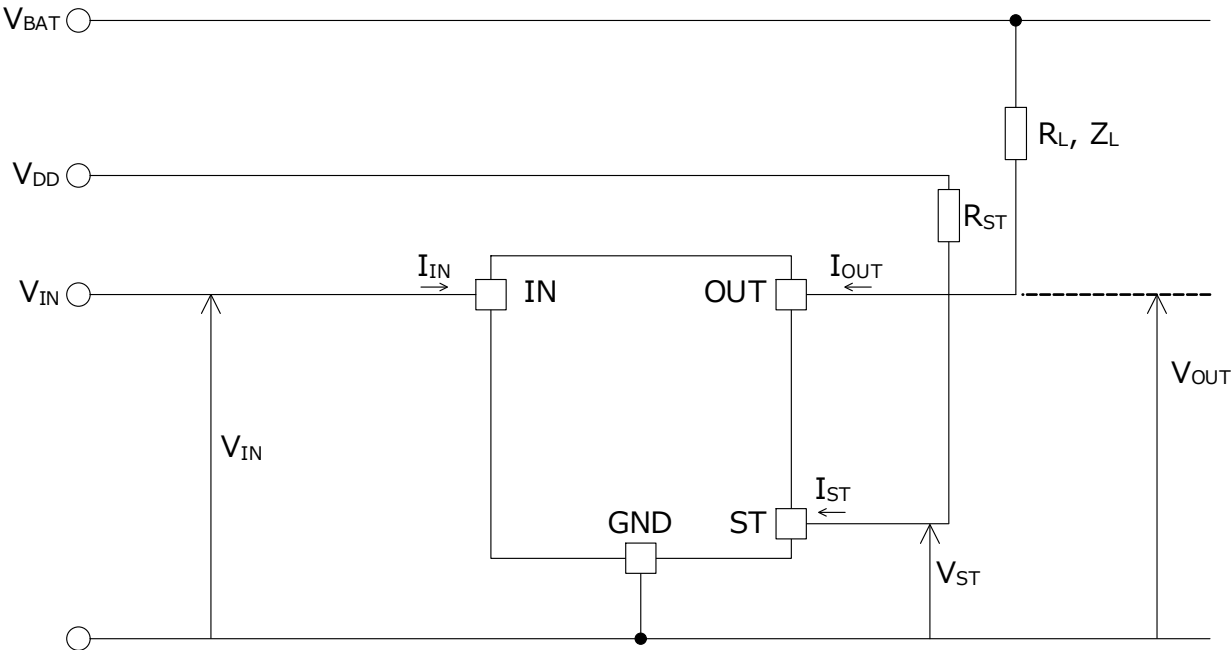 VBAT
RL, ZL
VDD
RST
IIN
IOUT
VIN
IN
OUT
VOUT
VIN
IST
GND
ST
VST